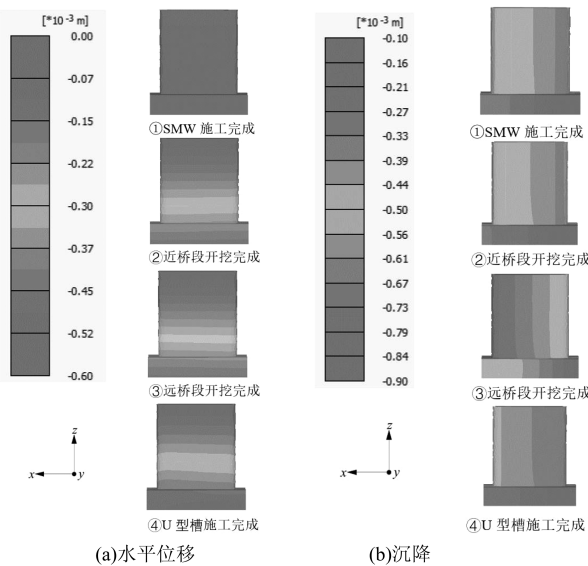 [*10⁻³ m]
0.00
-0.07
-0.15
-0.22
-0.30
-0.37
-0.45
-0.52
-0.60
①SMW 施工完成
②近桥段开挖完成
③远桥段开挖完成
④U 型槽施工完成
z
x
y
(a)水平位移
[*10⁻³ m]
-0.10
-0.16
-0.21
-0.27
-0.33
-0.39
-0.44
-0.50
-0.56
-0.61
-0.67
-0.73
-0.79
-0.84
-0.90
①SMW 施工完成
②近桥段开挖完成
③远桥段开挖完成
④U 型槽施工完成
z
x
y
(b)沉降